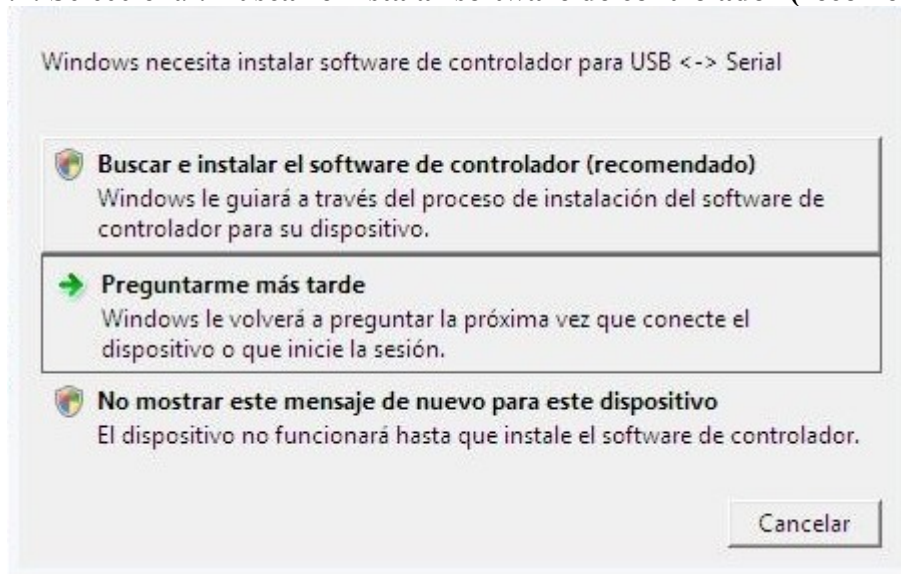 Windows necesita instalar software de controlador para USB <-> Serial
Buscar e instalar el software de controlador (recomendado)
Windows le guiará a través del proceso de instalación del software de
controlador para su dispositivo.
Preguntarme más tarde
Windows le volverá a preguntar la próxima vez que conecte el
dispositivo o que inicie la sesión.
No mostrar este mensaje de nuevo para este dispositivo
El dispositivo no funcionará hasta que instale el software de controlador.
Cancelar